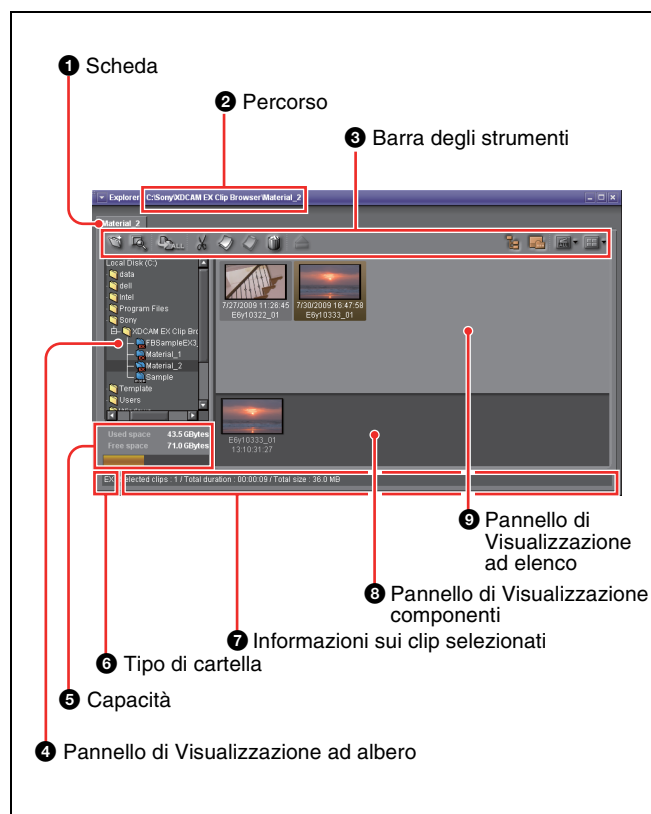 1 Scheda
2 Percorso
3 Barra degli strumenti
Explorer C:\Sony\XDCAM EX Clip Browser\Material_2
Material_2
ALL
Local Disk (C:)
data
dell
Intel
Program Files
Sony
XDCAM EX Clip Bro
FBSampleEX3_
Material_1
Material_2
Sample
Template
Users
7/27/2009 11:26:45
E6y10322_01
7/30/2009 16:47:58
E6y10333_01
Used space 43.5 GBytes
Free space 71.0 GBytes
E6y10333_01
13:10:31:27
EX elected clips : 1 / Total duration : 00:00:09 / Total size : 36.0 MB
9 Pannello di
Visualizzazione
ad elenco
8 Pannello di Visualizzazione
componenti
7 Informazioni sui clip selezionati
6 Tipo di cartella
5 Capacità
4 Pannello di Visualizzazione ad albero